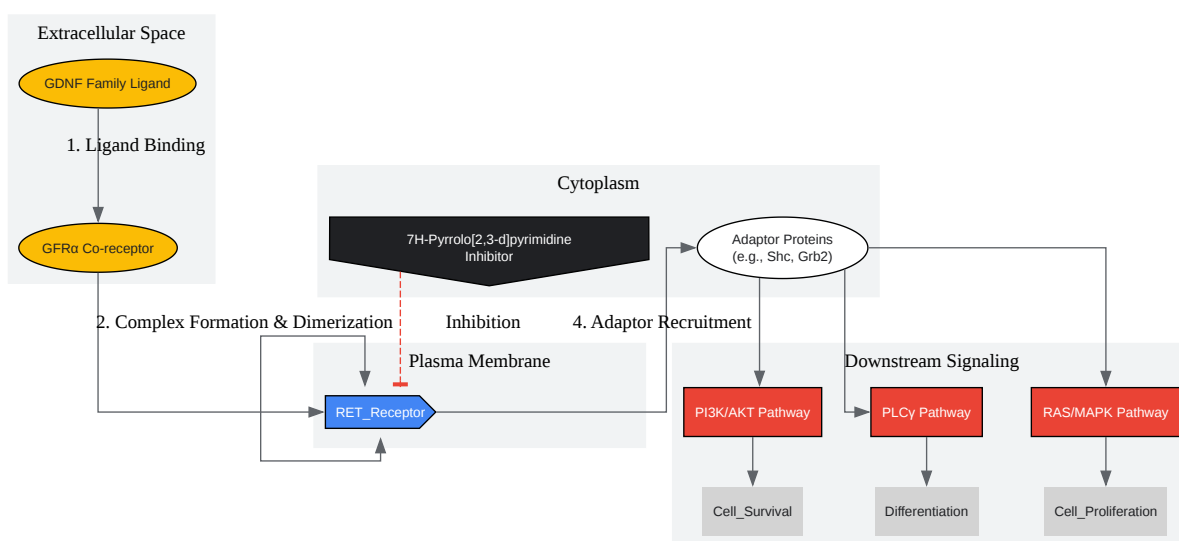 Extracellular Space
GDNF Family Ligand
1. Ligand Binding
GFRα Co-receptor
Cytoplasm
7H-Pyrrolo[2,3-d]pyrimidine
Inhibitor
Adaptor Proteins
(e.g., Shc, Grb2)
2. Complex Formation & Dimerization
Inhibition
4. Adaptor Recruitment
Plasma Membrane
RET_Receptor
Downstream Signaling
PI3K/AKT Pathway
PLCγ Pathway
RAS/MAPK Pathway
Cell_Survival
Differentiation
Cell_Proliferation